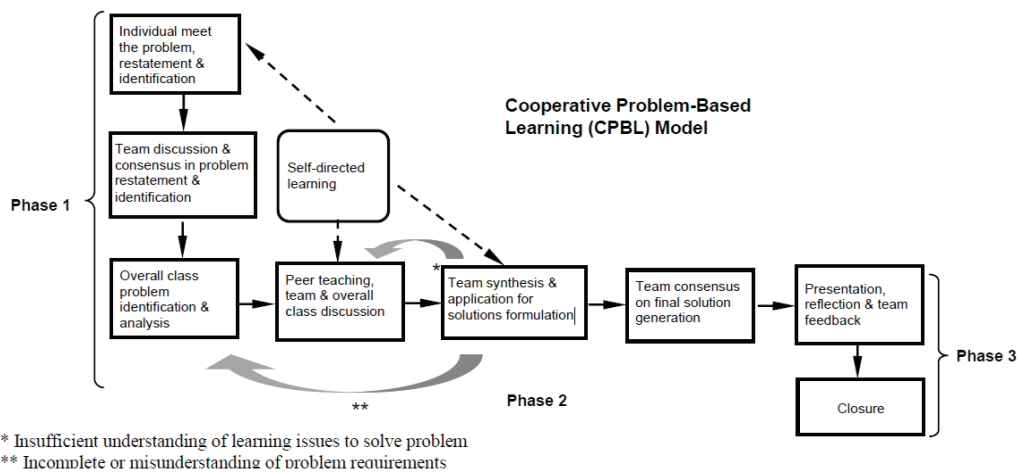 Individual meet
the problem,
restatement &
identification
Cooperative Problem-Based
Learning (CPBL) Model
Team discussion &
consensus in problem
restatement &
identification
Self-directed
learning
Phase 1
Overall class
problem
identification &
analysis
Peer teaching,
team & overall
class discussion
*
Team synthesis &
application for
solutions formulation
Team consensus
on final solution
generation
Presentation,
reflection & team
feedback
Phase 3
Phase 2
**
Closure
* Insufficient understanding of learning issues to solve problem
** Incomplete or misunderstanding of problem requirements